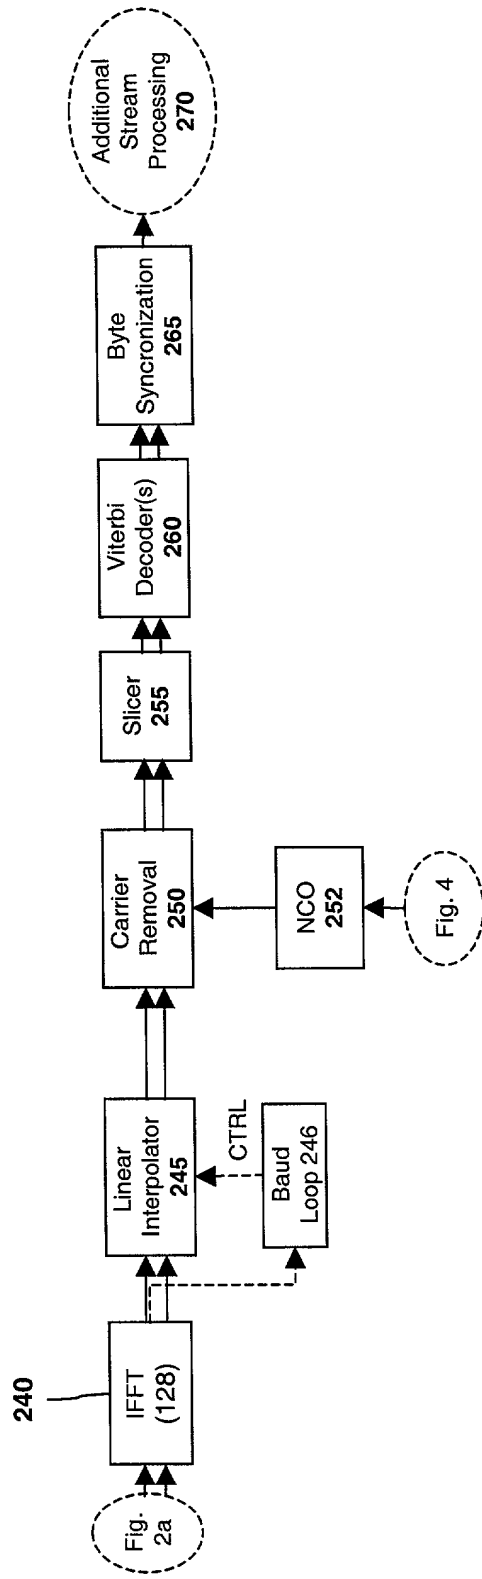 Fig.
2a
240
IFFT
(128)
Linear
Interpolator
245
CTRL
Baud
Loop 246
Carrier
Removal
250
NCO
252
Fig. 4
Slicer
255
Viterbi
Decoder(s)
260
Byte
Syncronization
265
Additional
Stream
Processing
270